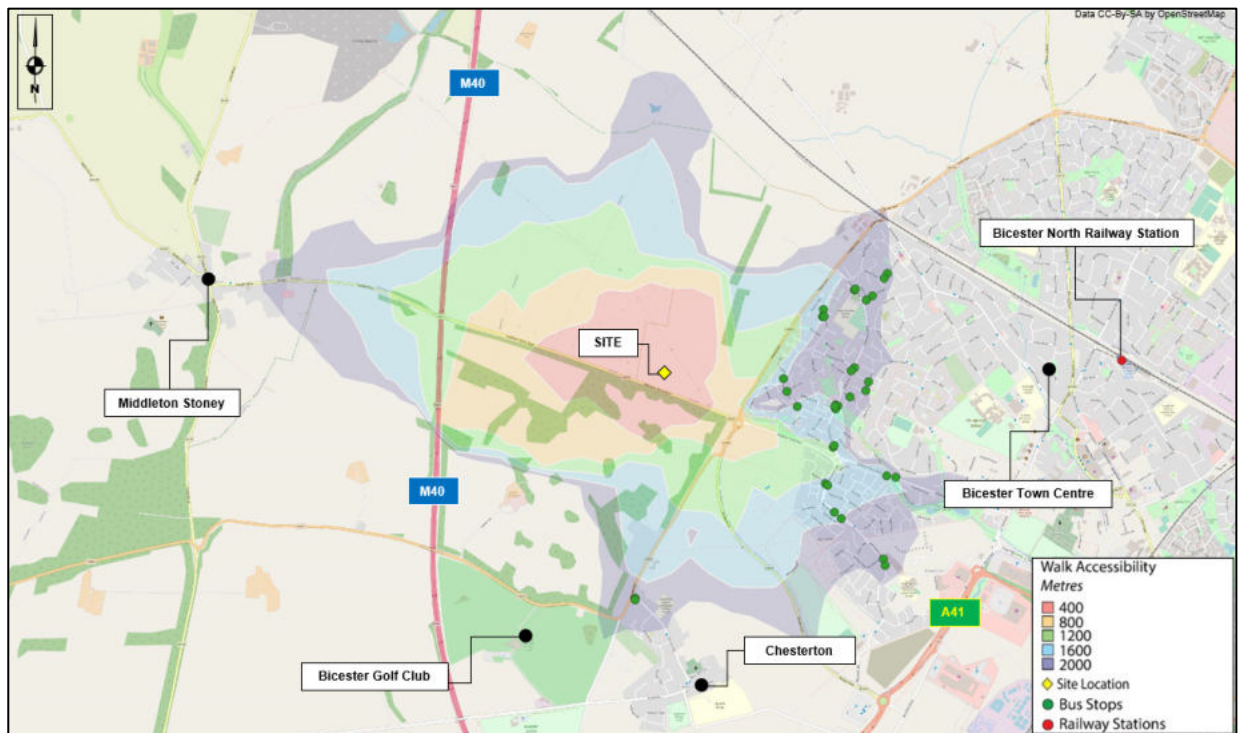 Data CC-By-SA by OpenStreetMap
N
M40
Bicester North Railway Station
SITE
Middleton Stoney
M40
Bicester Town Centre
Walk Accessibility
Metres
400
800
1200
1600
2000
Site Location
Bus Stops
Railway Stations
A41
Chesterton
Bicester Golf Club